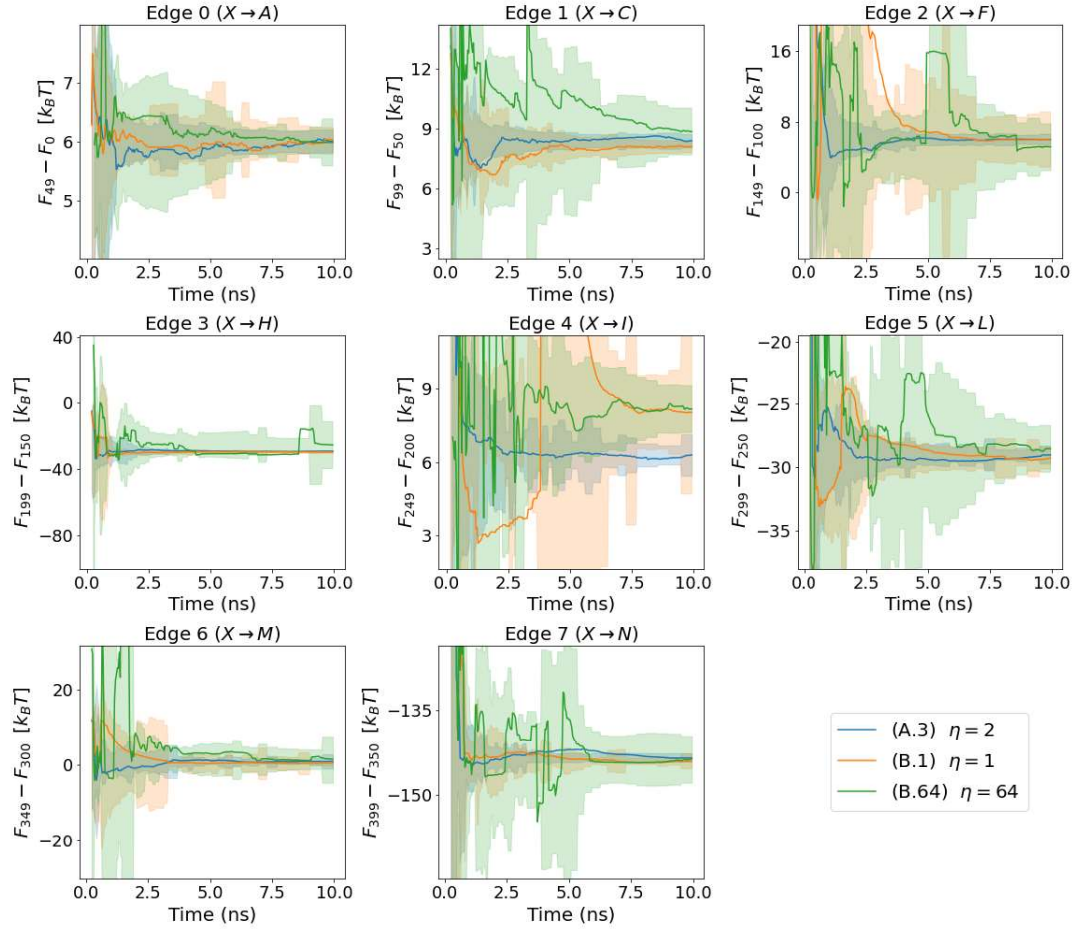 Edge 0 (X→A)
Edge 1 (X→C)
Edge 2 (X→F)
F₄₉ − F₀ [k_BT]
7
6
5
0.0 2.5 5.0 7.5 10.0
Time (ns)
F₉₉ − F₅₀ [k_BT]
12
9
6
3
0.0 2.5 5.0 7.5 10.0
Time (ns)
F₁₄₉ − F₁₀₀ [k_BT]
16
8
0
0.0 2.5 5.0 7.5 10.0
Time (ns)
Edge 3 (X→H)
Edge 4 (X→I)
Edge 5 (X→L)
F₁₉₉ − F₁₅₀ [k_BT]
40
0
−40
−80
0.0 2.5 5.0 7.5 10.0
Time (ns)
F₂₄₉ − F₂₀₀ [k_BT]
9
6
3
0.0 2.5 5.0 7.5 10.0
Time (ns)
F₂₉₉ − F₂₅₀ [k_BT]
−20
−25
−30
−35
0.0 2.5 5.0 7.5 10.0
Time (ns)
Edge 6 (X→M)
Edge 7 (X→N)
F₃₄₉ − F₃₀₀ [k_BT]
20
0
−20
0.0 2.5 5.0 7.5 10.0
Time (ns)
F₃₉₉ − F₃₅₀ [k_BT]
−135
−150
0.0 2.5 5.0 7.5 10.0
Time (ns)
(A.3) η = 2
(B.1) η = 1
(B.64) η = 64